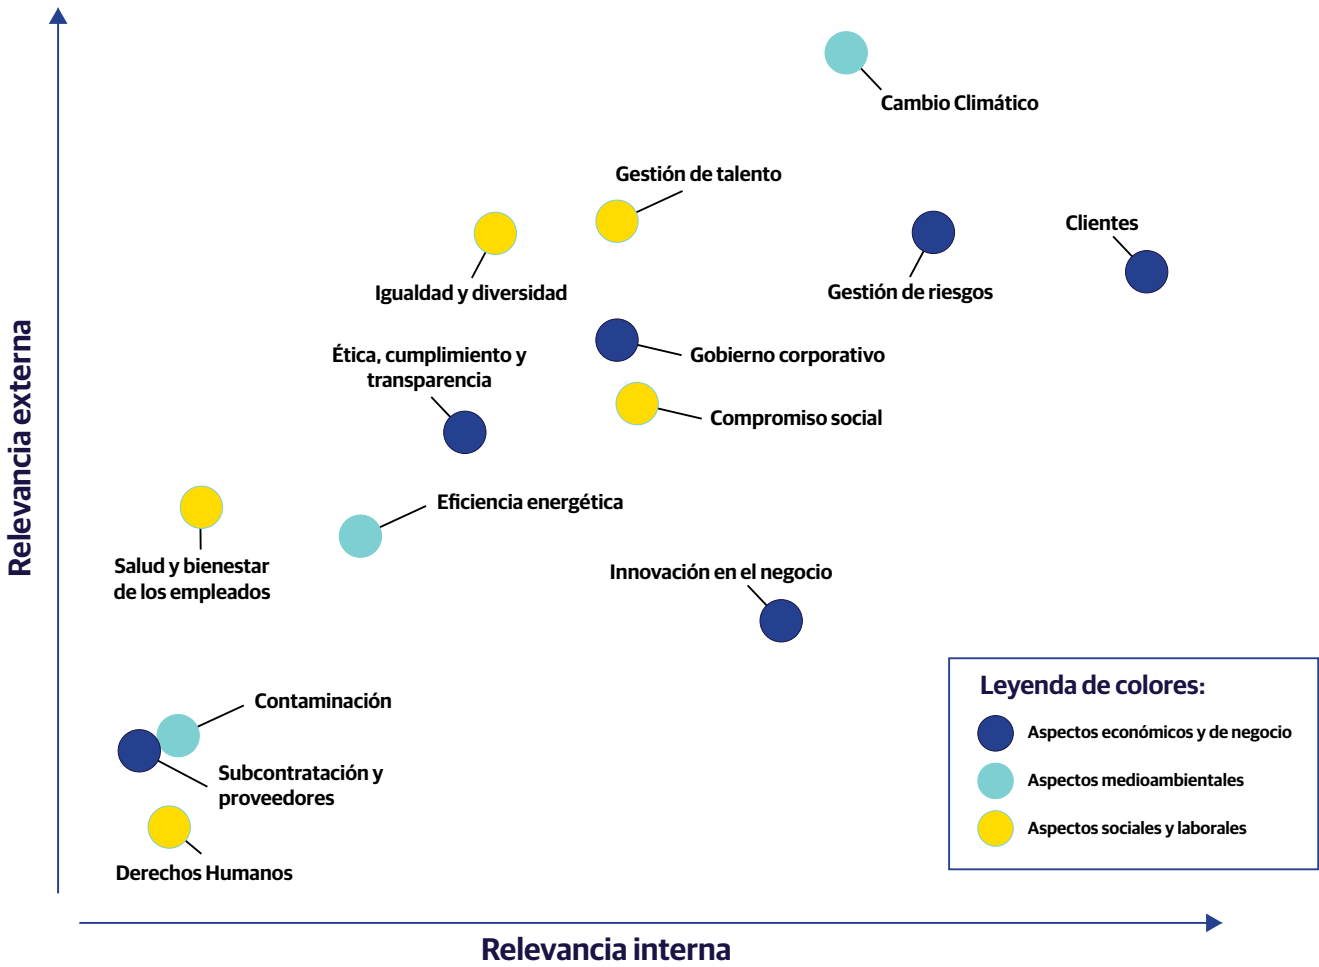 Cambio Climático
Gestión de talento
Clientes
Igualdad y diversidad
Gestión de riesgos
Ética, cumplimiento y
transparencia
Gobierno corporativo
Compromiso social
Relevancia externa
Eficiencia energética
Salud y bienestar
de los empleados
Innovación en el negocio
Contaminación
Subcontratación y
proveedores
Derechos Humanos
Leyenda de colores:
Aspectos económicos y de negocio
Aspectos medioambientales
Aspectos sociales y laborales
Relevancia interna